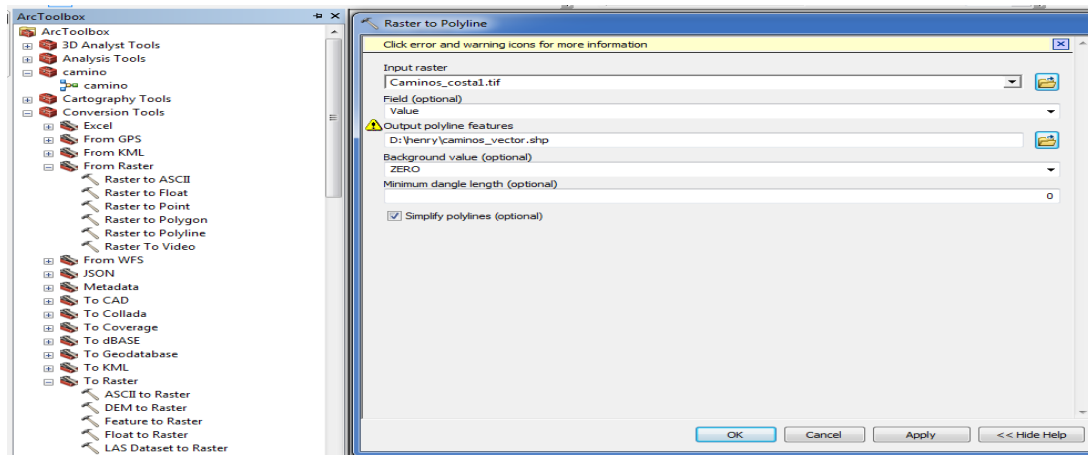 ArcToolbox
ArcToolbox
3D Analyst Tools
Analysis Tools
camino
camino
Cartography Tools
Conversion Tools
Excel
From GPS
From KML
From Raster
Raster to ASCII
Raster to Float
Raster to Point
Raster to Polygon
Raster to Polyline
Raster To Video
From WFS
JSON
Metadata
To CAD
To Collada
To Coverage
To dBASE
To Geodatabase
To KML
To Raster
ASCII to Raster
DEM to Raster
Feature to Raster
Float to Raster
LAS Dataset to Raster
Raster to Polyline
Click error and warning icons for more information
Input raster
Caminos_costa1.tif
Field (optional)
Value
Output polyline features
D:\henry\caminos_vector.shp
Background value (optional)
ZERO
Minimum dangle length (optional)
0
Simplify polylines (optional)
OK
Cancel
Apply
<< Hide Help